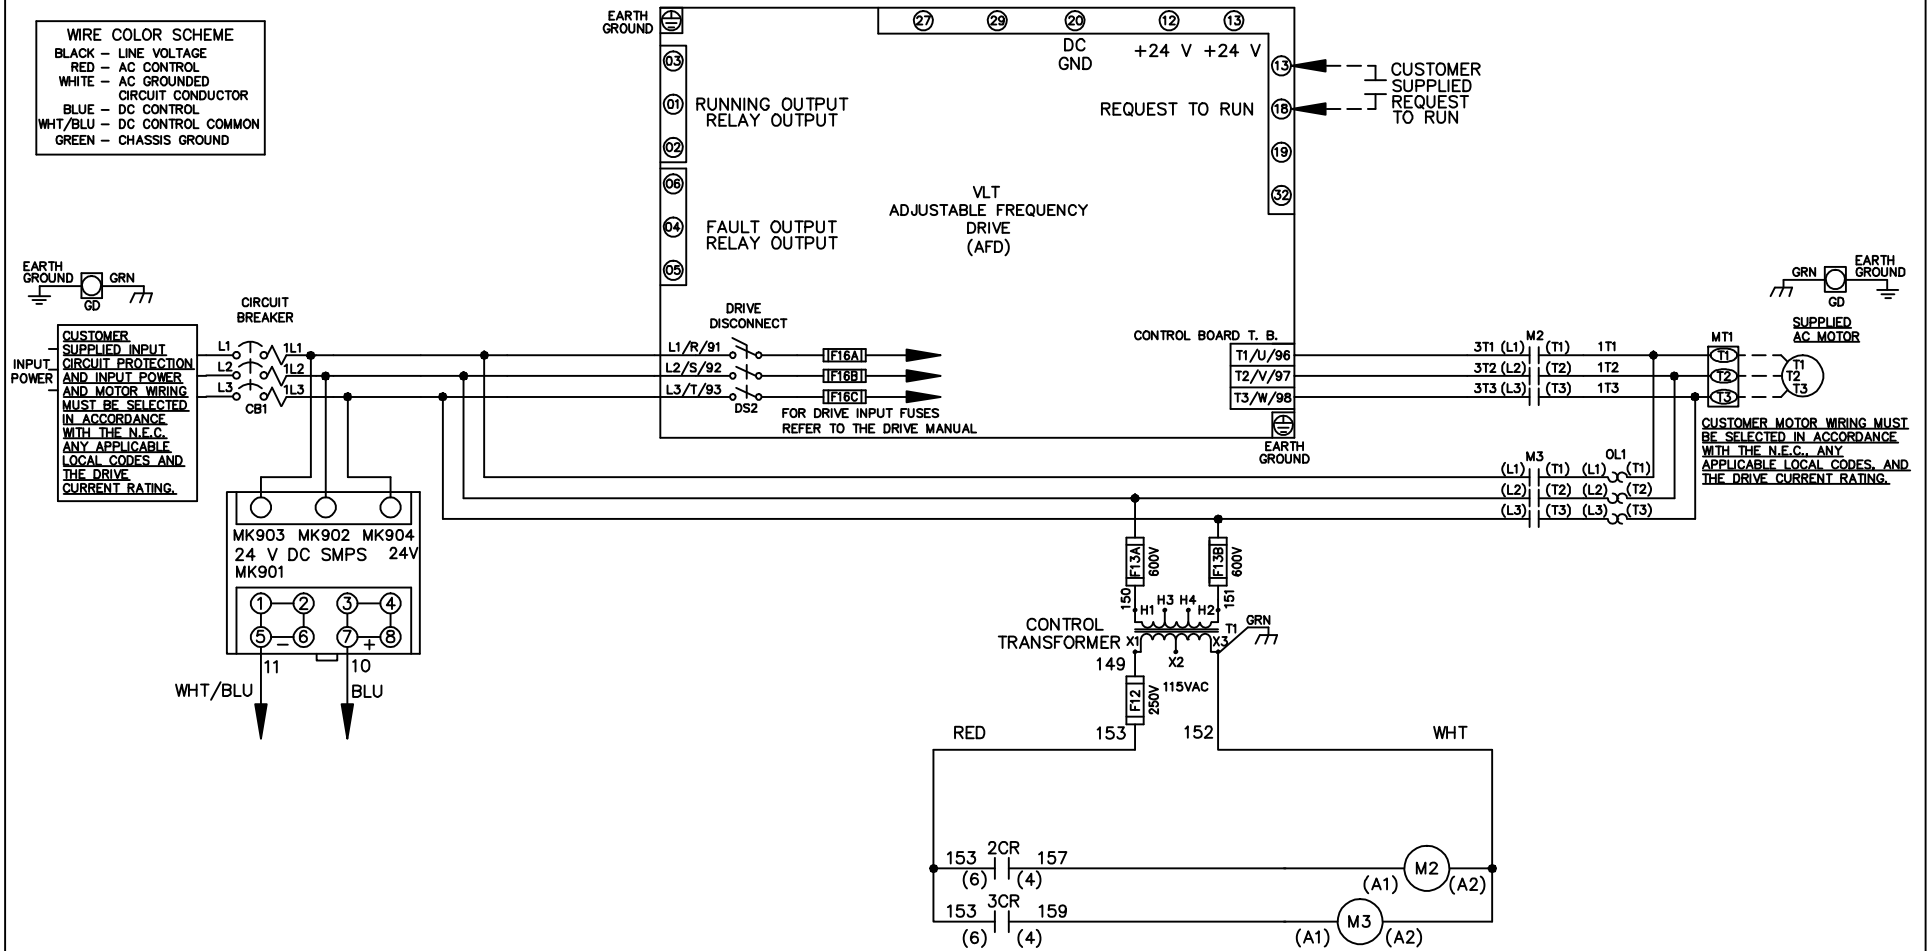 WIRE COLOR SCHEME
BLACK – LINE VOLTAGE
RED – AC CONTROL
WHITE – AC GROUNDED
CIRCUIT CONDUCTOR
BLUE – DC CONTROL
WHT/BLU – DC CONTROL COMMON
GREEN – CHASSIS GROUND
EARTH
GROUND
27
29
20
12
13
DC
GND
+24 V
+24 V
03
01
02
RUNNING OUTPUT
RELAY OUTPUT
06
04
05
FAULT OUTPUT
RELAY OUTPUT
VLT
ADJUSTABLE FREQUENCY
DRIVE
(AFD)
REQUEST TO RUN
13
18
19
32
CUSTOMER
SUPPLIED
REQUEST
TO RUN
EARTH
GROUND
GRN
GD
CIRCUIT
BREAKER
INPUT
POWER
CUSTOMER
SUPPLIED INPUT
CIRCUIT PROTECTION
AND INPUT POWER
AND MOTOR WIRING
MUST BE SELECTED
IN ACCORDANCE
WITH THE N.E.C.
ANY APPLICABLE
LOCAL CODES AND
THE DRIVE
CURRENT RATING.
L1
L2
L3
1L1
1L2
1L3
CB1
DRIVE
DISCONNECT
L1/R/91
L2/S/92
L3/T/93
DS2
F16A
F16B
F16C
FOR DRIVE INPUT FUSES
REFER TO THE DRIVE MANUAL
CONTROL BOARD T. B.
T1/U/96
T2/V/97
T3/W/98
EARTH
GROUND
M2
3T1 (L1) (T1) 1T1
3T2 (L2) (T2) 1T2
3T3 (L3) (T3) 1T3
MT1
T1
T2
T3
GRN
GD
EARTH
GROUND
SUPPLIED
AC MOTOR
T1
T2
T3
CUSTOMER MOTOR WIRING MUST
BE SELECTED IN ACCORDANCE
WITH THE N.E.C., ANY
APPLICABLE LOCAL CODES, AND
THE DRIVE CURRENT RATING.
M3
OL1
(L1) (T1) (L1) (T1)
(L2) (T2) (L2) (T2)
(L3) (T3) (L3) (T3)
MK903 MK902 MK904
24 V DC SMPS 24V
MK901
1 2 3 4
5 – 6 7 + 8
11
10
WHT/BLU
BLU
F13A
600V
F13B
600V
150
151
H1 H3 H4 H2
CONTROL
TRANSFORMER
T1
GRN
X1
X2
X3
149
115VAC
F12
250V
153
152
RED
WHT
153 2CR 157
(6) (4)
M2
(A1) (A2)
153 3CR 159
(6) (4)
M3
(A1) (A2)